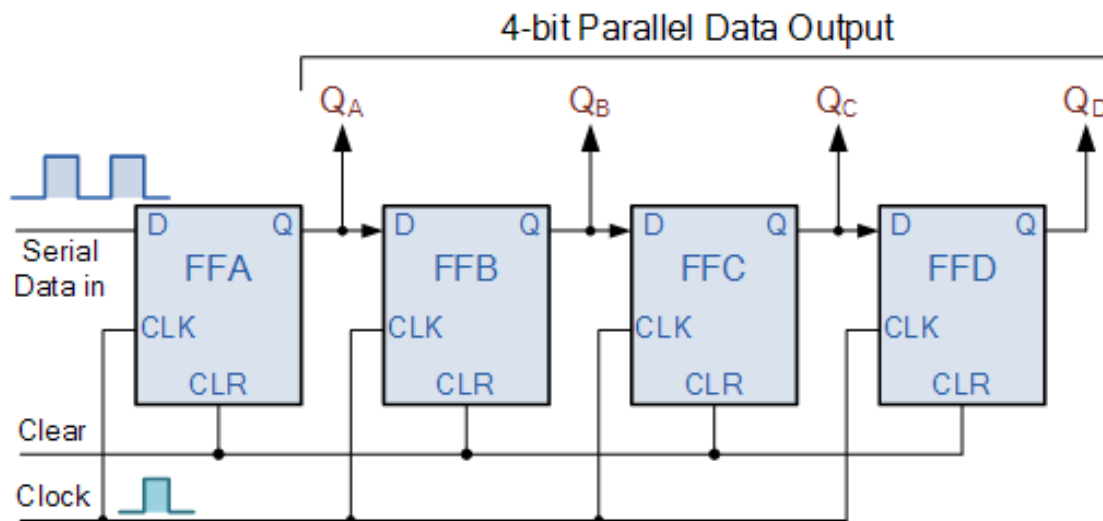 4-bit Parallel Data Output
QA QB QC QD
D Q D Q D Q D Q
Serial
Data in
FFA FFB FFC FFD
CLK CLK CLK CLK
CLR CLR CLR CLR
Clear
Clock